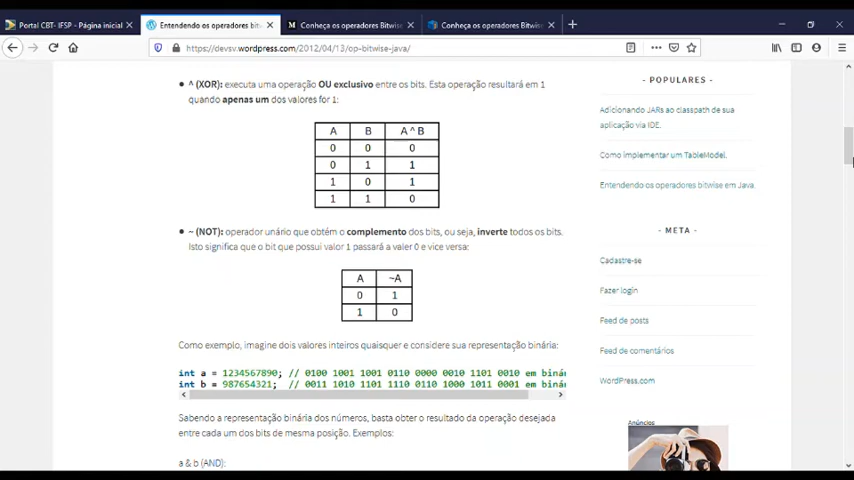 Portal CBT- IFSP - Página inicial
Entendendo os operadores bit
Conheça os operadores Bitwise
Conheça os operadores Bitwise
https://devsv.wordpress.com/2012/04/13/op-bitwise-java/
^ (XOR): executa uma operação OU exclusivo entre os bits. Esta operação resultará em 1
quando apenas um dos valores for 1:
A B A ^ B
0 0 0
0 1 1
1 0 1
1 1 0
~ (NOT): operador unário que obtém o complemento dos bits, ou seja, inverte todos os bits.
Isto significa que o bit que possui valor 1 passará a valer 0 e vice versa:
A ~A
0 1
1 0
Como exemplo, imagine dois valores inteiros quaisquer e considere sua representação binária:
int a = 1234567890; // 0100 1001 1001 0110 0000 0010 1101 0010 em biná
int b = 987654321; // 0011 1010 1101 1110 0110 1000 1011 0001 em biná
Sabendo a representação binária dos números, basta obter o resultado da operação desejada
entre cada um dos bits de mesma posição. Exemplos:
a & b (AND):
POPULARES
Adicionando JARs ao classpath de sua
aplicação via IDE.
Como implementar um TableModel.
Entendendo os operadores bitwise em Java.
META
Cadastre-se
Fazer login
Feed de posts
Feed de comentários
WordPress.com
Anúncios